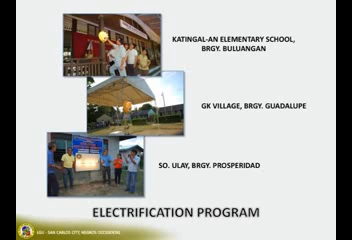 KATINGAL-AN ELEMENTARY SCHOOL,
BRGY. BULUANGAN
GK VILLAGE, BRGY. GUADALUPE
SO. ULAY, BRGY. PROSPERIDAD
ELECTRIFICATION PROGRAM
LGU - SAN CARLOS CITY, NEGROS OCCIDENTAL